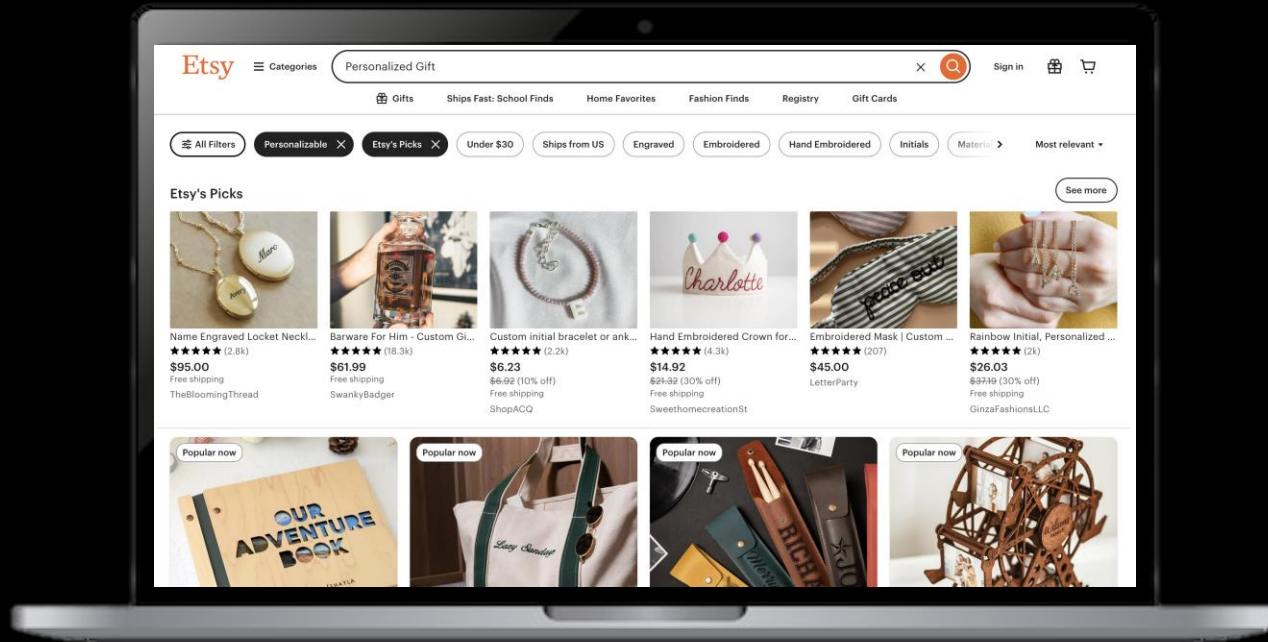 Etsy
Categories
Personalized Gift
Sign in
Gifts
Ships Fast: School Finds
Home Favorites
Fashion Finds
Registry
Gift Cards
All Filters
Personalizable
Etsy's Picks
Under $30
Ships from US
Engraved
Embroidered
Hand Embroidered
Initials
Most relevant
Etsy's Picks
See more
Marc
Avery
Charlotte
peace out
Name Engraved Locket Neckl...
(2.8k)
$95.00
Free shipping
TheBloomingThread
Barware For Him - Custom Gi...
(18.3k)
$61.99
Free shipping
SwankyBadger
Custom initial bracelet or ank...
(2.2k)
$6.23
$6.92 (10% off)
Free shipping
ShopACQ
Hand Embroidered Crown for...
(4.3k)
$14.92
$21.32 (30% off)
Free shipping
SweethomecreationSt
Embroidered Mask | Custom ...
(207)
$45.00
LetterParty
Rainbow Initial, Personalized ...
(2k)
$26.03
$37.19 (30% off)
Free shipping
GinzaFashionsLLC
Popular now
OUR
ADVENTURE
BOOK
Popular now
Lazy Sunday
Popular now
Popular now